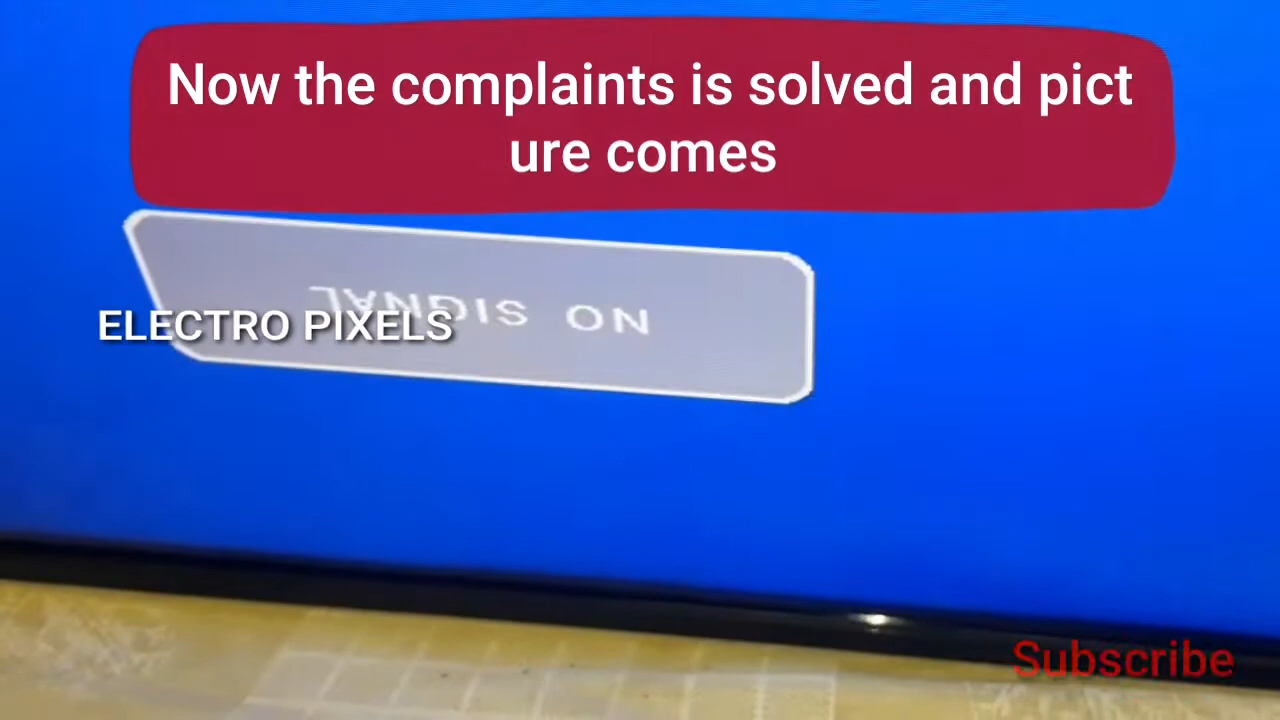 Now the complaints is solved and pict
ure comes
NO SIGNAL
ELECTRO PIXELS
Subscribe